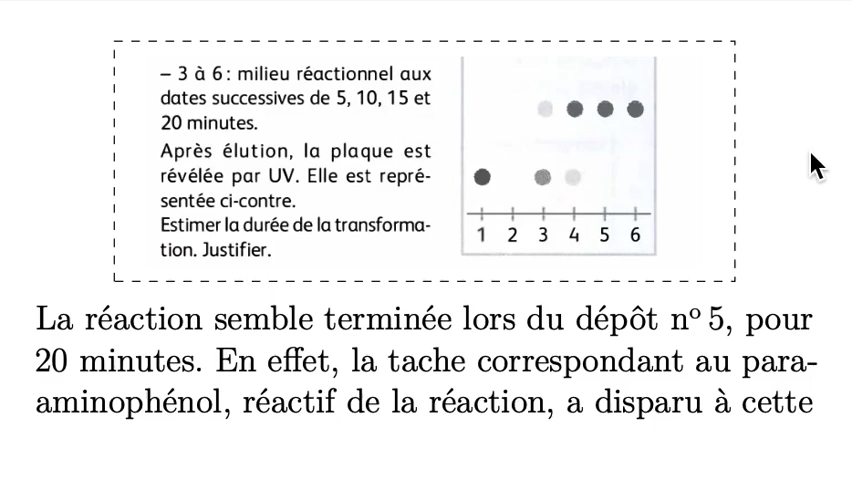 – 3 à 6 : milieu réactionnel aux
dates successives de 5, 10, 15 et
20 minutes.
Après élution, la plaque est
révélée par UV. Elle est repré-
sentée ci-contre.
Estimer la durée de la transforma-
tion. Justifier.
1 2 3 4 5 6
La réaction semble terminée lors du dépôt nº 5, pour
20 minutes. En effet, la tache correspondant au para-
aminophénol, réactif de la réaction, a disparu à cette